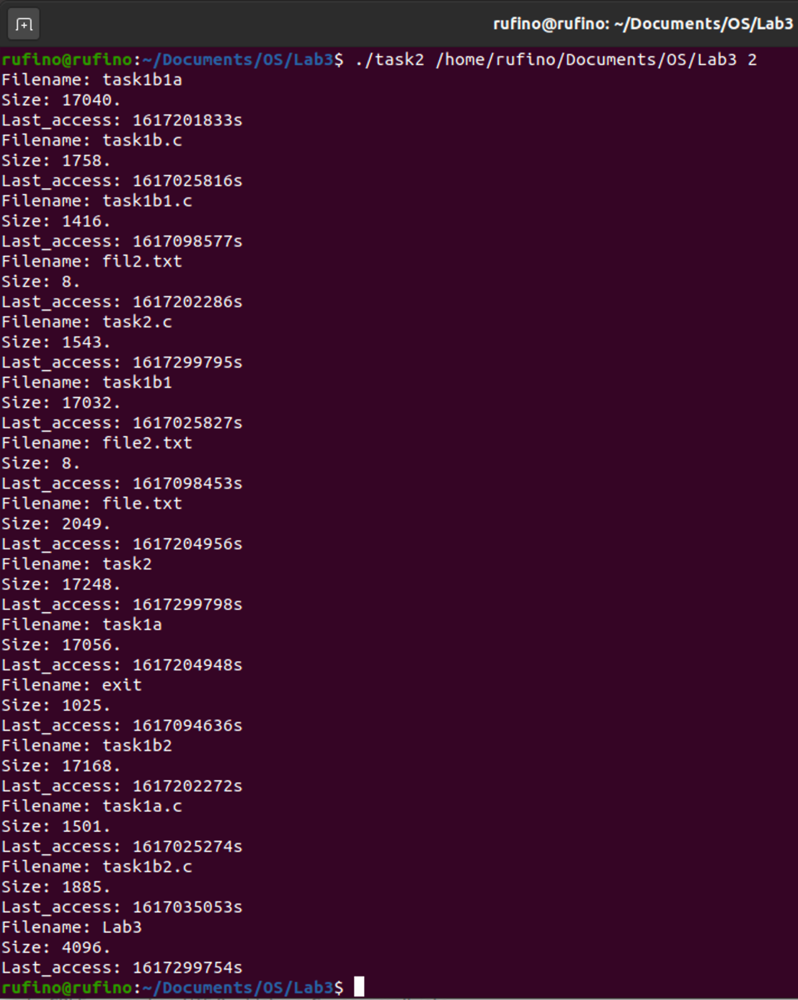 rufino@rufino: ~/Documents/OS/Lab3
rufino@rufino:~/Documents/OS/Lab3$ ./task2 /home/rufino/Documents/OS/Lab3 2
Filename: task1b1a
Size: 17040.
Last_access: 1617201833s
Filename: task1b.c
Size: 1758.
Last_access: 1617025816s
Filename: task1b1.c
Size: 1416.
Last_access: 1617098577s
Filename: fil2.txt
Size: 8.
Last_access: 1617202286s
Filename: task2.c
Size: 1543.
Last_access: 1617299795s
Filename: task1b1
Size: 17032.
Last_access: 1617025827s
Filename: file2.txt
Size: 8.
Last_access: 1617098453s
Filename: file.txt
Size: 2049.
Last_access: 1617204956s
Filename: task2
Size: 17248.
Last_access: 1617299798s
Filename: task1a
Size: 17056.
Last_access: 1617204948s
Filename: exit
Size: 1025.
Last_access: 1617094636s
Filename: task1b2
Size: 17168.
Last_access: 1617202272s
Filename: task1a.c
Size: 1501.
Last_access: 1617025274s
Filename: task1b2.c
Size: 1885.
Last_access: 1617035053s
Filename: Lab3
Size: 4096.
Last_access: 1617299754s
rufino@rufino:~/Documents/OS/Lab3$